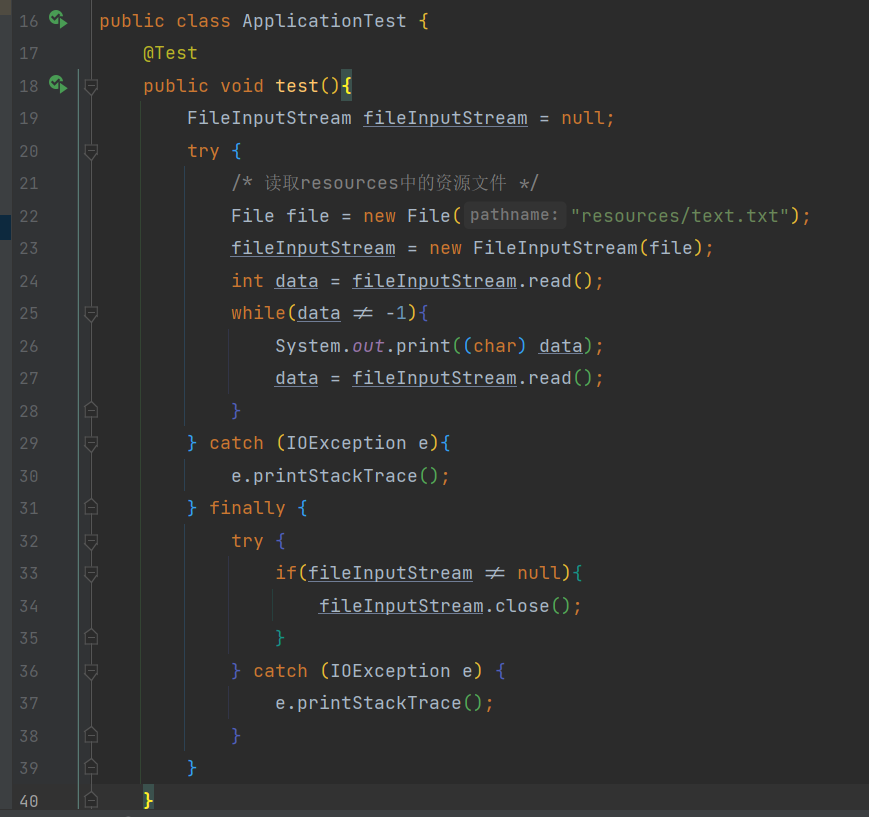 16 public class ApplicationTest {
17 @Test
18 public void test(){
19 FileInputStream fileInputStream = null;
20 try {
21 /* 读取resources中的资源文件 */
22 File file = new File( pathname: "resources/text.txt");
23 fileInputStream = new FileInputStream(file);
24 int data = fileInputStream.read();
25 while(data ≠ -1){
26 System.out.print((char) data);
27 data = fileInputStream.read();
28 }
29 } catch (IOException e){
30 e.printStackTrace();
31 } finally {
32 try {
33 if(fileInputStream ≠ null){
34 fileInputStream.close();
35 }
36 } catch (IOException e) {
37 e.printStackTrace();
38 }
39 }
40 }